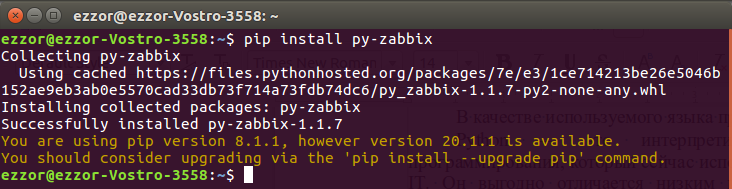 ezzor@ezzor-Vostro-3558: ~
ezzor@ezzor-Vostro-3558:~$ pip install py-zabbix
Collecting py-zabbix
  Using cached https://files.pythonhosted.org/packages/7e/e3/1ce714213be26e5046b
152ae9eb3ab0e5570cad33db73f714a73fdb74dc6/py_zabbix-1.1.7-py2-none-any.whl
Installing collected packages: py-zabbix
Successfully installed py-zabbix-1.1.7
You are using pip version 8.1.1, however version 20.1.1 is available.
You should consider upgrading via the 'pip install --upgrade pip' command.
ezzor@ezzor-Vostro-3558:~$